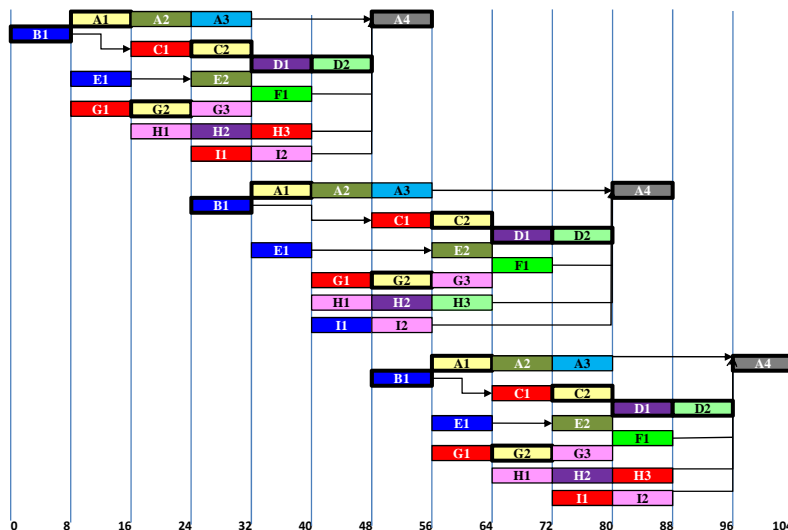 A1 A2 A3 A4
B1
C1 C2
D1 D2
E1 E2
F1
G1 G2 G3
H1 H2 H3
I1 I2
A1 A2 A3 A4
B1
C1 C2
D1 D2
E1 E2
F1
G1 G2 G3
H1 H2 H3
I1 I2
A1 A2 A3 A4
B1
C1 C2
D1 D2
E1 E2
F1
G1 G2 G3
H1 H2 H3
I1 I2
0 8 16 24 32 40 48 56 64 72 80 88 96 104